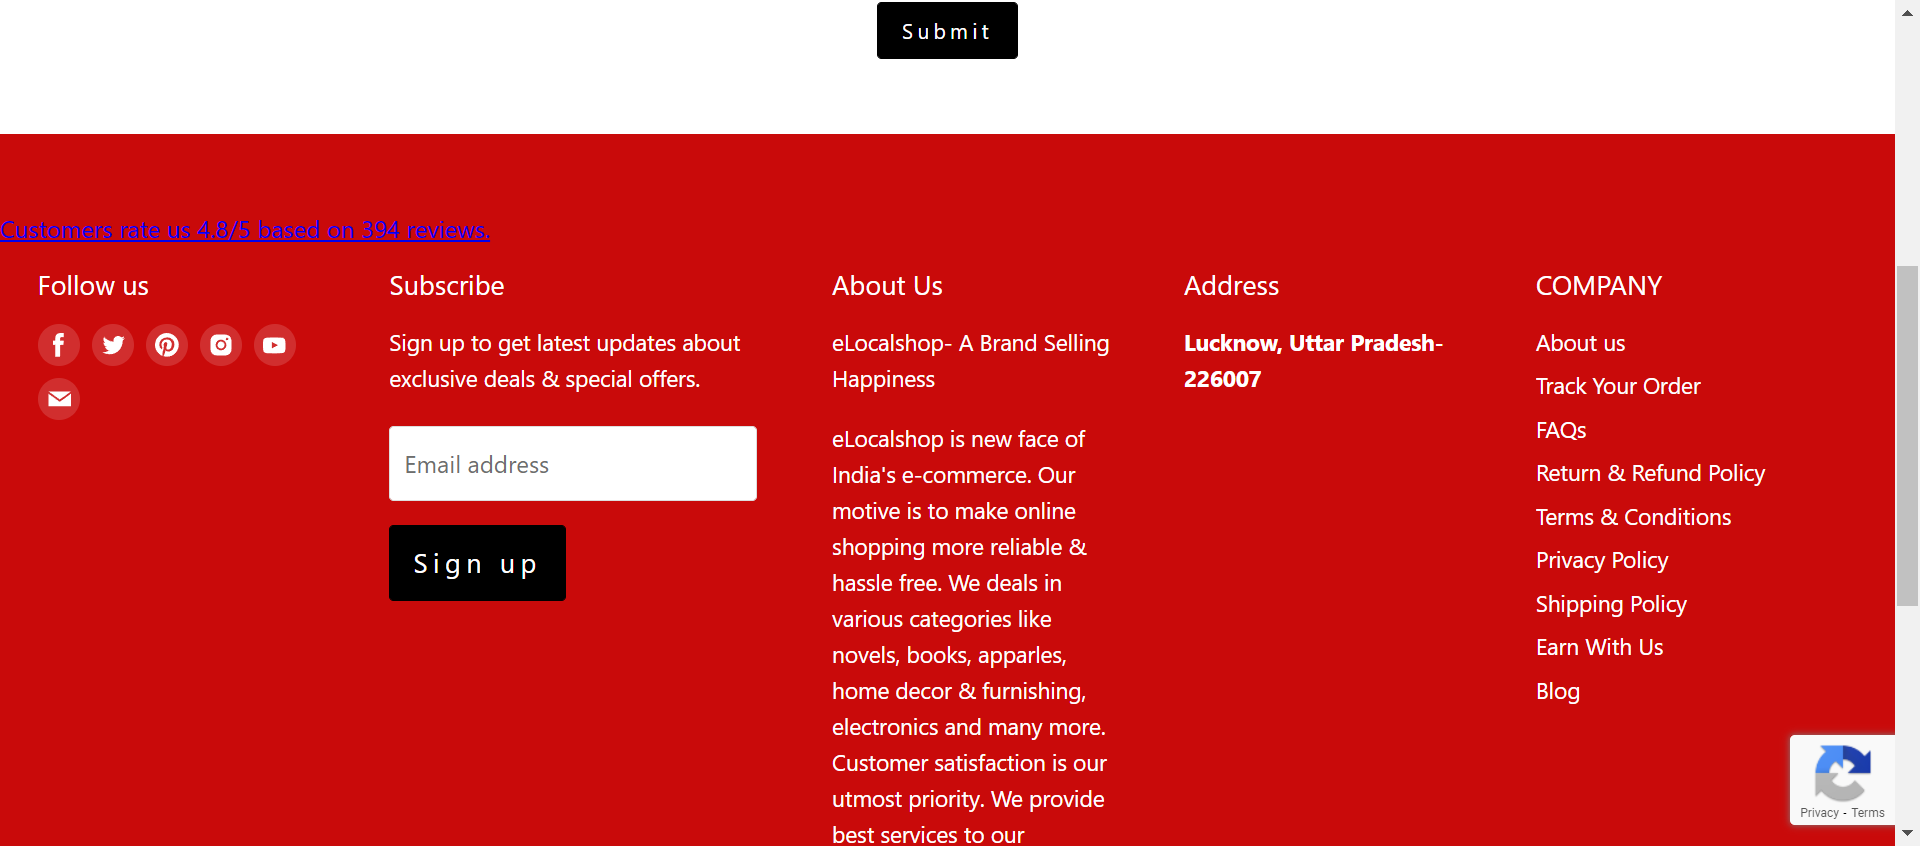 Submit
Customers rate us 4.8/5 based on 394 reviews.
Follow us
Subscribe
Sign up to get latest updates about
exclusive deals & special offers.
Email address
Sign up
About Us
eLocalshop- A Brand Selling
Happiness
eLocalshop is new face of
India's e-commerce. Our
motive is to make online
shopping more reliable &
hassle free. We deals in
various categories like
novels, books, apparles,
home decor & furnishing,
electronics and many more.
Customer satisfaction is our
utmost priority. We provide
best services to our
Address
Lucknow, Uttar Pradesh-
226007
COMPANY
About us
Track Your Order
FAQs
Return & Refund Policy
Terms & Conditions
Privacy Policy
Shipping Policy
Earn With Us
Blog
Privacy - Terms